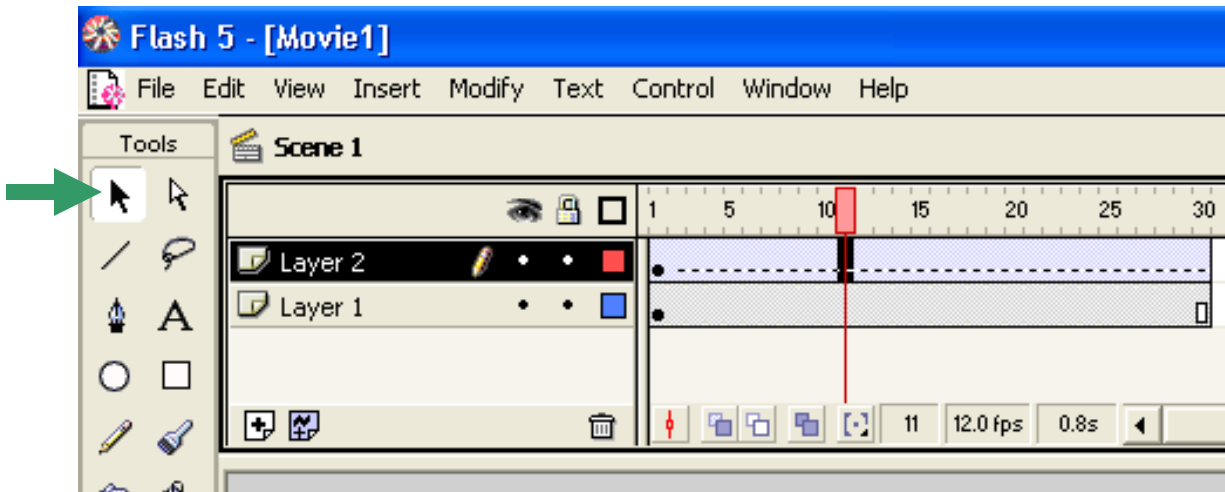 Flash 5 - [Movie1]
File Edit View Insert Modify Text Control Window Help
Tools
Scene 1
1 5 10 15 20 25 30
Layer 2
Layer 1
A
11 12.0 fps 0.8s